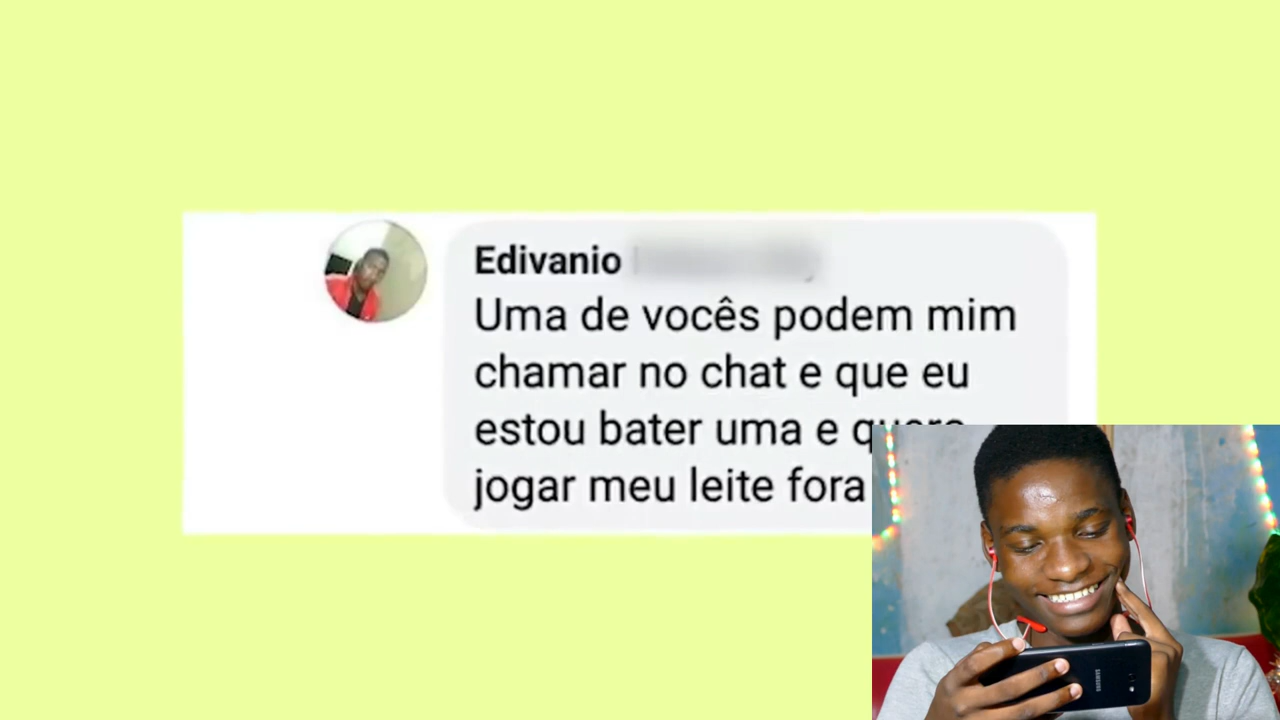 Edivanio
Uma de vocês podem mim
chamar no chat e que eu
estou bater uma e quero
jogar meu leite fora
SAMSUNG